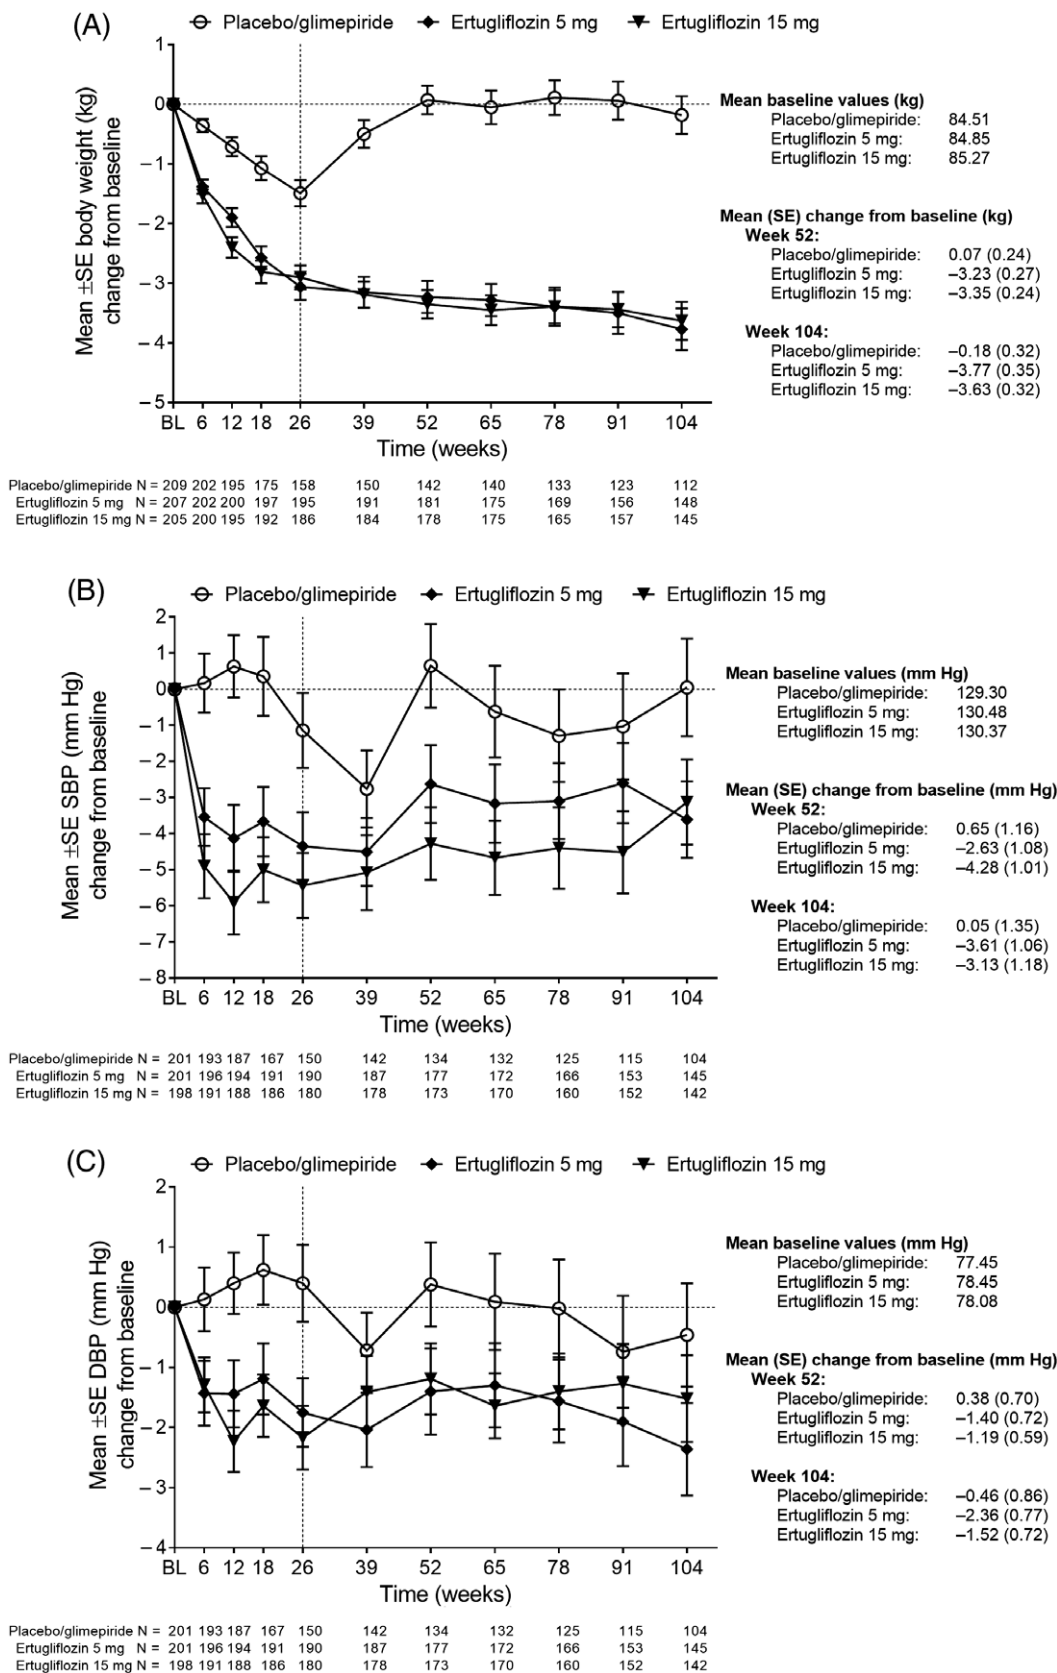 (A)
Placebo/glimepiride Ertugliflozin 5 mg Ertugliflozin 15 mg
Mean ±SE body weight (kg)
change from baseline
1
0
–1
–2
–3
–4
–5
BL 6 12 18 26 39 52 65 78 91 104
Time (weeks)
Mean baseline values (kg)
Placebo/glimepiride: 84.51
Ertugliflozin 5 mg: 84.85
Ertugliflozin 15 mg: 85.27
Mean (SE) change from baseline (kg)
Week 52:
Placebo/glimepiride: 0.07 (0.24)
Ertugliflozin 5 mg: –3.23 (0.27)
Ertugliflozin 15 mg: –3.35 (0.24)
Week 104:
Placebo/glimepiride: –0.18 (0.32)
Ertugliflozin 5 mg: –3.77 (0.35)
Ertugliflozin 15 mg: –3.63 (0.32)
Placebo/glimepiride N = 209 202 195 175 158 150 142 140 133 123 112
Ertugliflozin 5 mg N = 207 202 200 197 195 191 181 175 169 156 148
Ertugliflozin 15 mg N = 205 200 195 192 186 184 178 175 165 157 145
(B)
Placebo/glimepiride Ertugliflozin 5 mg Ertugliflozin 15 mg
Mean ±SE SBP (mm Hg)
change from baseline
2
1
0
–1
–2
–3
–4
–5
–6
–7
–8
BL 6 12 18 26 39 52 65 78 91 104
Time (weeks)
Mean baseline values (mm Hg)
Placebo/glimepiride: 129.30
Ertugliflozin 5 mg: 130.48
Ertugliflozin 15 mg: 130.37
Mean (SE) change from baseline (mm Hg)
Week 52:
Placebo/glimepiride: 0.65 (1.16)
Ertugliflozin 5 mg: –2.63 (1.08)
Ertugliflozin 15 mg: –4.28 (1.01)
Week 104:
Placebo/glimepiride: 0.05 (1.35)
Ertugliflozin 5 mg: –3.61 (1.06)
Ertugliflozin 15 mg: –3.13 (1.18)
Placebo/glimepiride N = 201 193 187 167 150 142 134 132 125 115 104
Ertugliflozin 5 mg N = 201 196 194 191 190 187 177 172 166 153 145
Ertugliflozin 15 mg N = 198 191 188 186 180 178 173 170 160 152 142
(C)
Placebo/glimepiride Ertugliflozin 5 mg Ertugliflozin 15 mg
Mean ±SE DBP (mm Hg)
change from baseline
2
1
0
–1
–2
–3
–4
BL 6 12 18 26 39 52 65 78 91 104
Time (weeks)
Mean baseline values (mm Hg)
Placebo/glimepiride: 77.45
Ertugliflozin 5 mg: 78.45
Ertugliflozin 15 mg: 78.08
Mean (SE) change from baseline (mm Hg)
Week 52:
Placebo/glimepiride: 0.38 (0.70)
Ertugliflozin 5 mg: –1.40 (0.72)
Ertugliflozin 15 mg: –1.19 (0.59)
Week 104:
Placebo/glimepiride: –0.46 (0.86)
Ertugliflozin 5 mg: –2.36 (0.77)
Ertugliflozin 15 mg: –1.52 (0.72)
Placebo/glimepiride N = 201 193 187 167 150 142 134 132 125 115 104
Ertugliflozin 5 mg N = 201 196 194 191 190 187 177 172 166 153 145
Ertugliflozin 15 mg N = 198 191 188 186 180 178 173 170 160 152 142